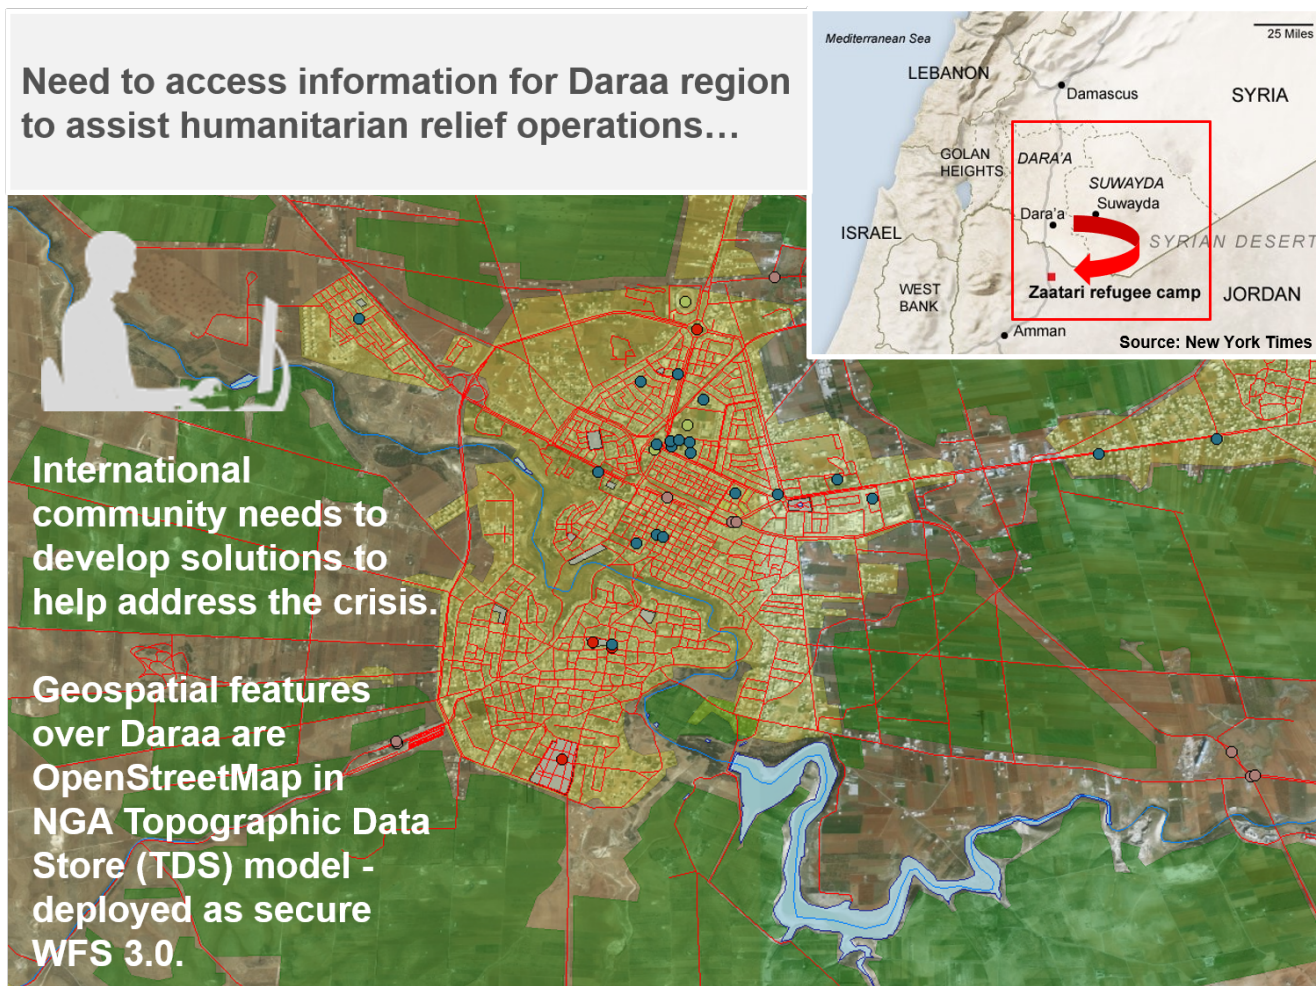 Need to access information for Daraa region
to assist humanitarian relief operations…
25 Miles
Mediterranean Sea
LEBANON
Damascus
SYRIA
GOLAN
HEIGHTS
DARA'A
SUWAYDA
Suwayda
Dara'a
ISRAEL
SYRIAN DESERT
WEST
BANK
Zaatari refugee camp
JORDAN
Amman
Source: New York Times
International
community needs to
develop solutions to
help address the crisis.
Geospatial features
over Daraa are
OpenStreetMap in
NGA Topographic Data
Store (TDS) model -
deployed as secure
WFS 3.0.